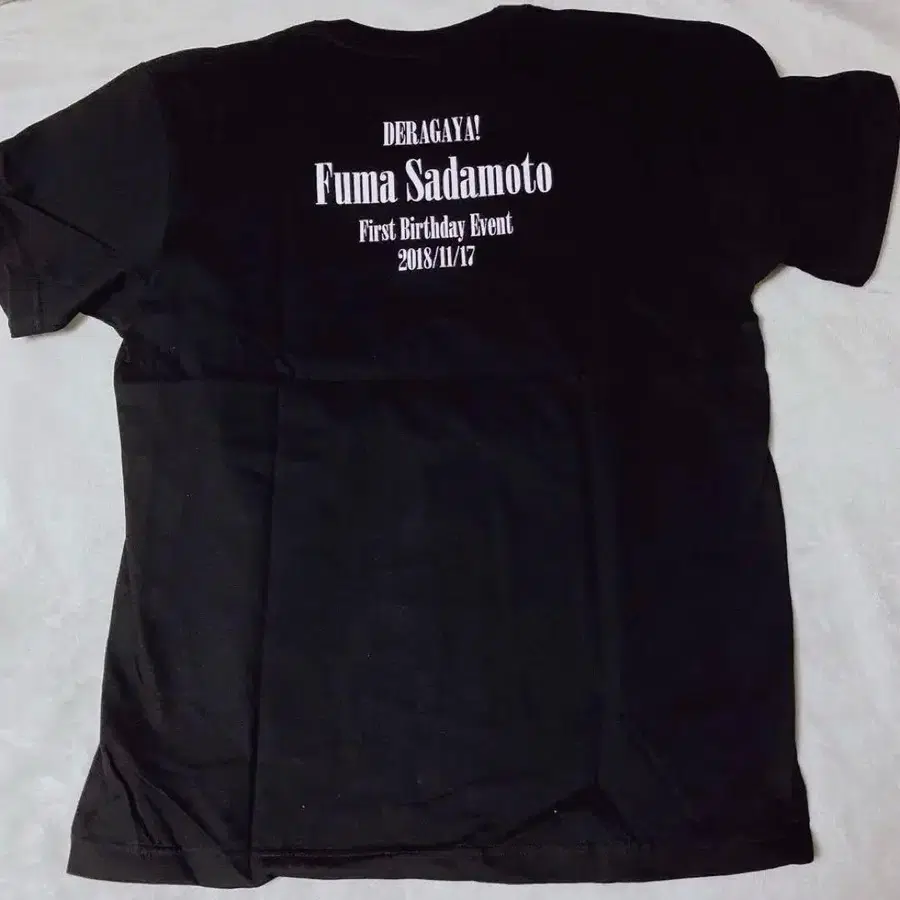 DERAGAYA!
Fuma Sadamoto
First Birthday Event
2018/11/17